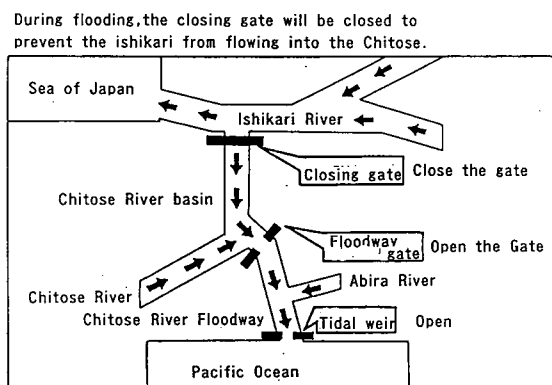 During flooding,the closing gate will be closed to
prevent the ishikari from flowing into the Chitose.
Sea of Japan
Ishikari River
Closing gate
Close the gate
Chitose River basin
Floodway
gate
Open the Gate
Abira River
Chitose River
Chitose River Floodway
Tidal weir
Open
Pacific Ocean